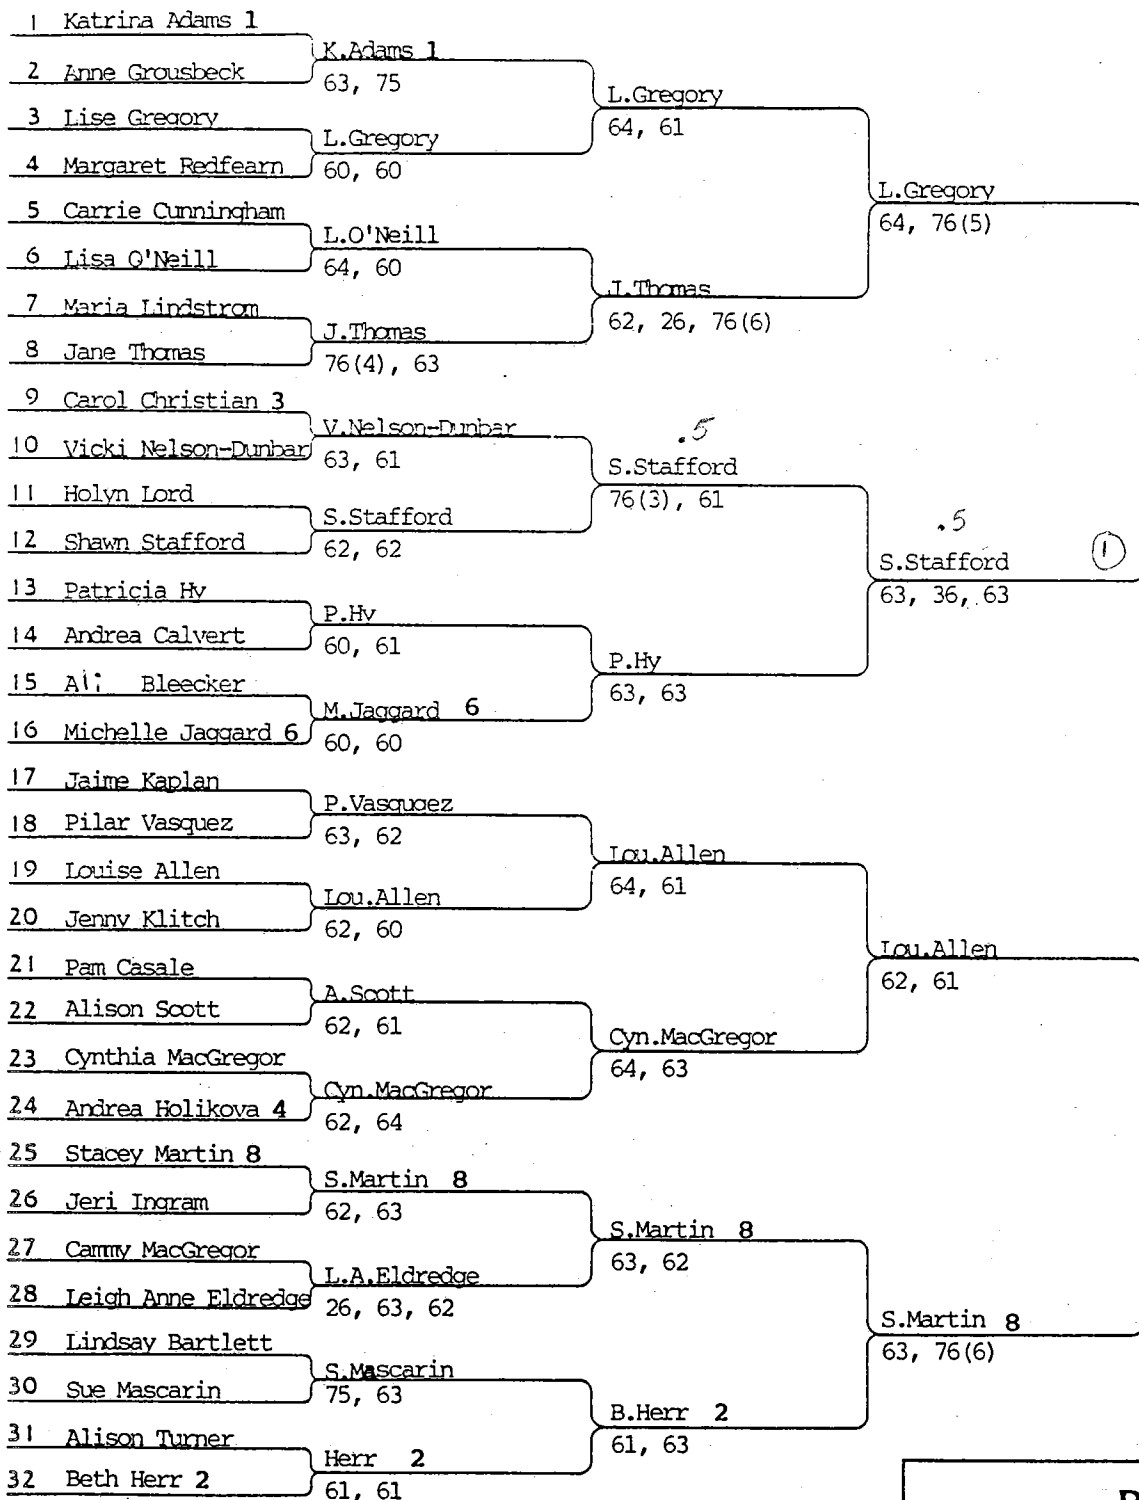 1 Katrina Adams 1
2 Anne Grousbeck
3 Lise Gregory
4 Margaret Redfearn
5 Carrie Cunningham
6 Lisa O'Neill
7 Maria Lindstrom
8 Jane Thomas
9 Carol Christian 3
10 Vicki Nelson-Dunbar
11 Holyn Lord
12 Shawn Stafford
13 Patricia Hy
14 Andrea Calvert
15 Ali Bleecker
16 Michelle Jaggard 6
17 Jaime Kaplan
18 Pilar Vasquez
19 Louise Allen
20 Jenny Klitch
21 Pam Casale
22 Alison Scott
23 Cynthia MacGregor
24 Andrea Holikova 4
25 Stacey Martin 8
26 Jeri Ingram
27 Cammy MacGregor
28 Leigh Anne Eldredge
29 Lindsay Bartlett
30 Sue Mascarin
31 Alison Turner
32 Beth Herr 2
K.Adams 1
63, 75
L.Gregory
60, 60
L.O'Neill
64, 60
J.Thomas
76(4), 63
V.Nelson-Dunbar
63, 61
S.Stafford
62, 62
P.Hy
60, 61
M.Jaggard 6
60, 60
P.Vasqugez
63, 62
Lou.Allen
62, 60
A.Scott
62, 61
Cyn.MacGregor
62, 64
S.Martin 8
62, 63
L.A.Eldredge
26, 63, 62
S.Mascarin
75, 63
Herr 2
61, 61
L.Gregory
64, 61
J.Thomas
62, 26, 76(6)
.5
S.Stafford
76(3), 61
P.Hy
63, 63
Lou.Allen
64, 61
Cyn.MacGregor
64, 63
S.Martin 8
63, 62
B.Herr 2
61, 63
L.Gregory
64, 76(5)
.5
S.Stafford 1
63, 36, 63
Lou.Allen
62, 61
S.Martin 8
63, 76(6)